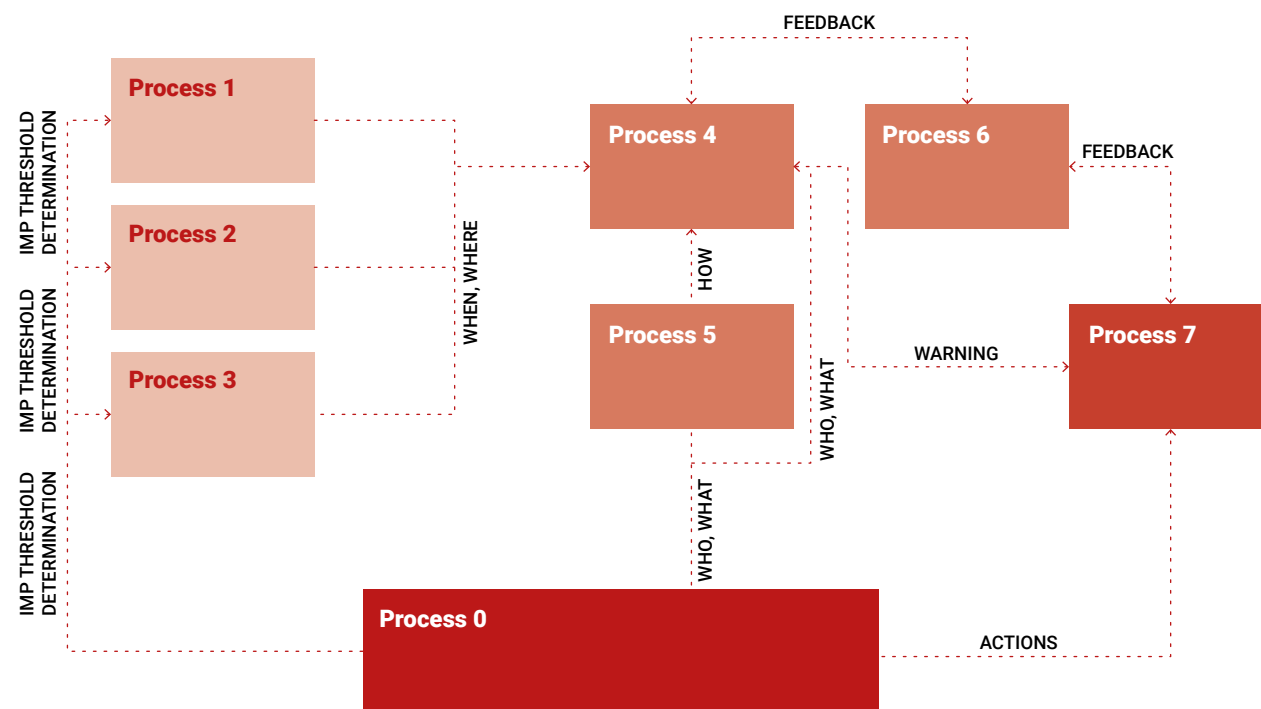 FEEDBACK
Process 1
Process 4
Process 6
FEEDBACK
IMP THRESHOLD
DETERMINATION
Process 2
WHEN, WHERE
HOW
IMP THRESHOLD
DETERMINATION
Process 5
Process 7
WARNING
Process 3
WHO, WHAT
IMP THRESHOLD
DETERMINATION
WHO, WHAT
Process 0
ACTIONS